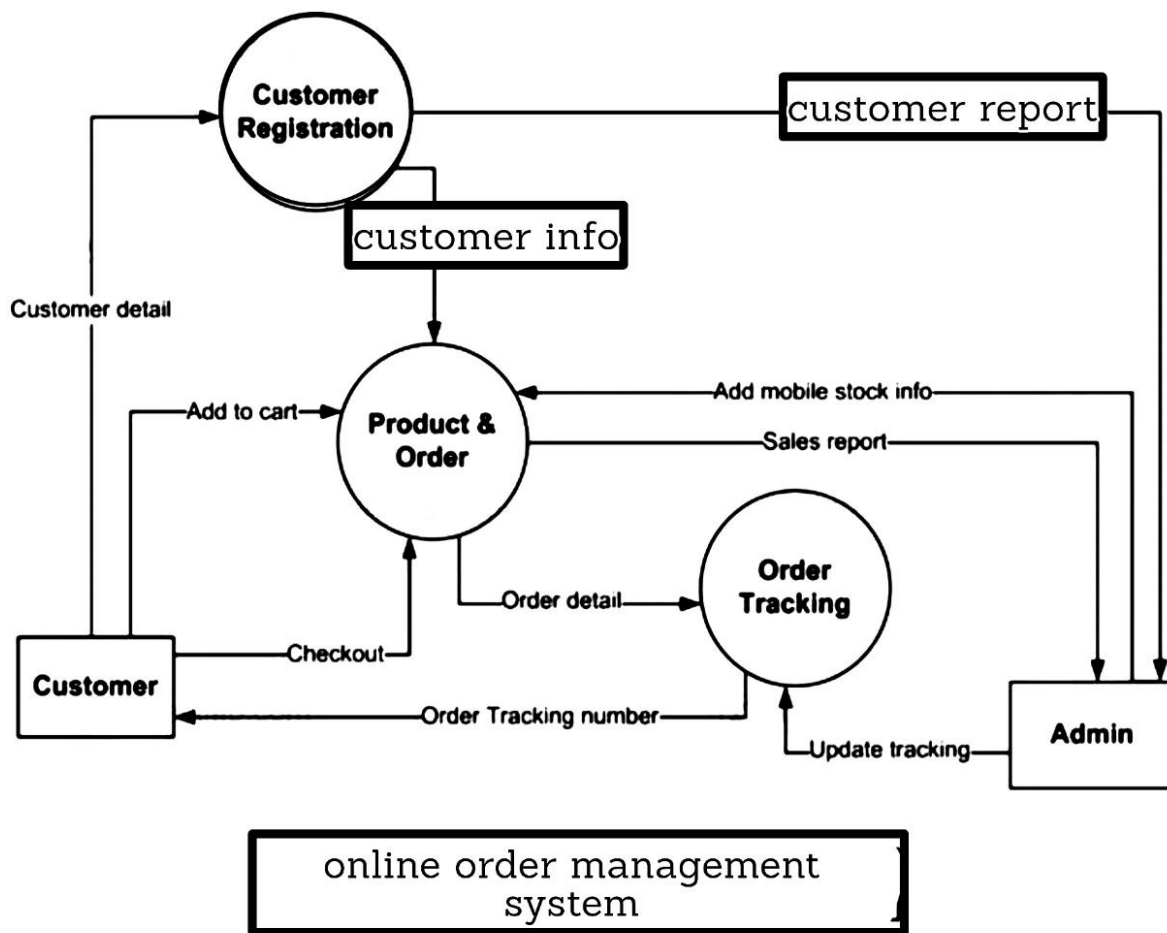 Customer
Registration
customer report
customer info
Customer detail
Add to cart
Product &
Order
Add mobile stock info
Sales report
Order
Tracking
Order detail
Checkout
Customer
Order Tracking number
Update tracking
Admin
online order management
system